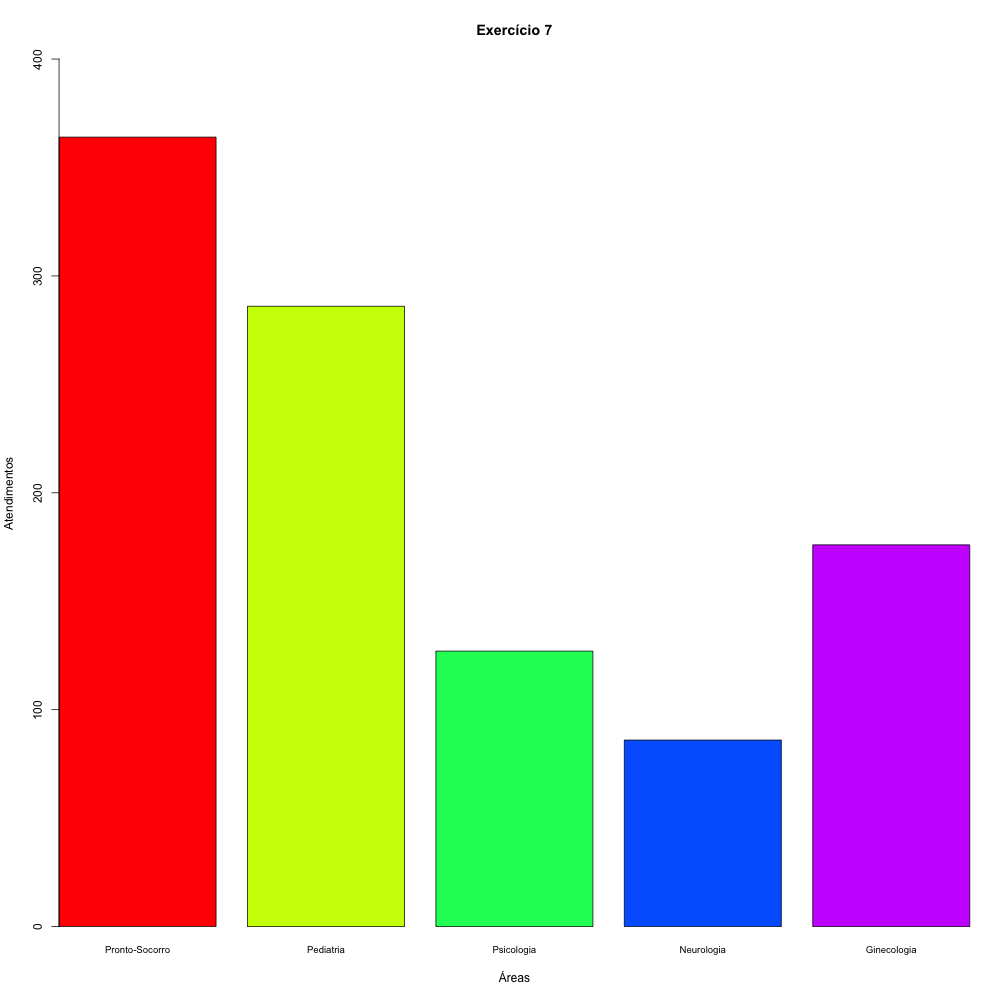 Exercício 7
400
300
200
100
0
Atendimentos
Pronto-Socorro
Pediatria
Psicologia
Neurologia
Ginecologia
Áreas